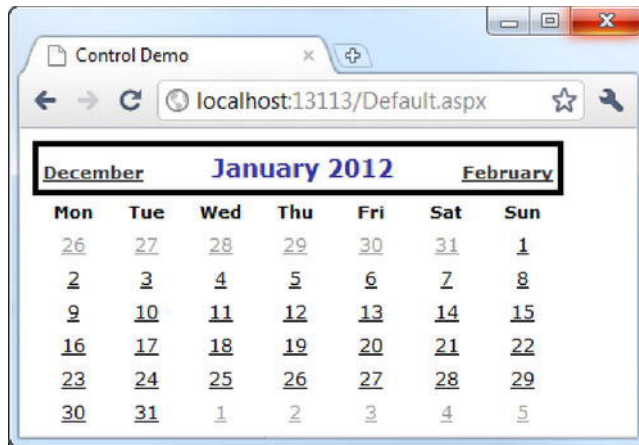 Control Demo
localhost:13113/Default.aspx
December January 2012 February
Mon Tue Wed Thu Fri Sat Sun
26 27 28 29 30 31 1
2 3 4 5 6 7 8
9 10 11 12 13 14 15
16 17 18 19 20 21 22
23 24 25 26 27 28 29
30 31 1 2 3 4 5